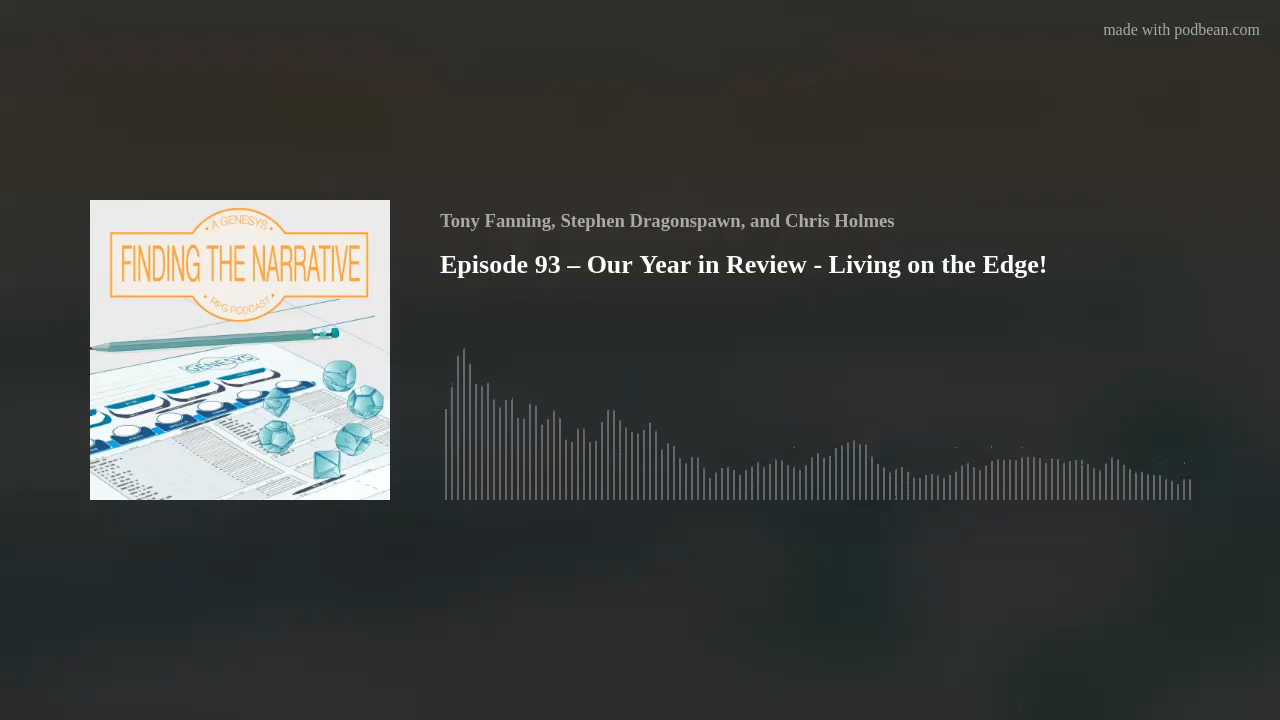 made with podbean.com
• A GENESYS •
FINDING THE NARRATIVE
• RPG PODCAST •
GENESYS
Tony Fanning, Stephen Dragonspawn, and Chris Holmes
Episode 93 – Our Year in Review - Living on the Edge!